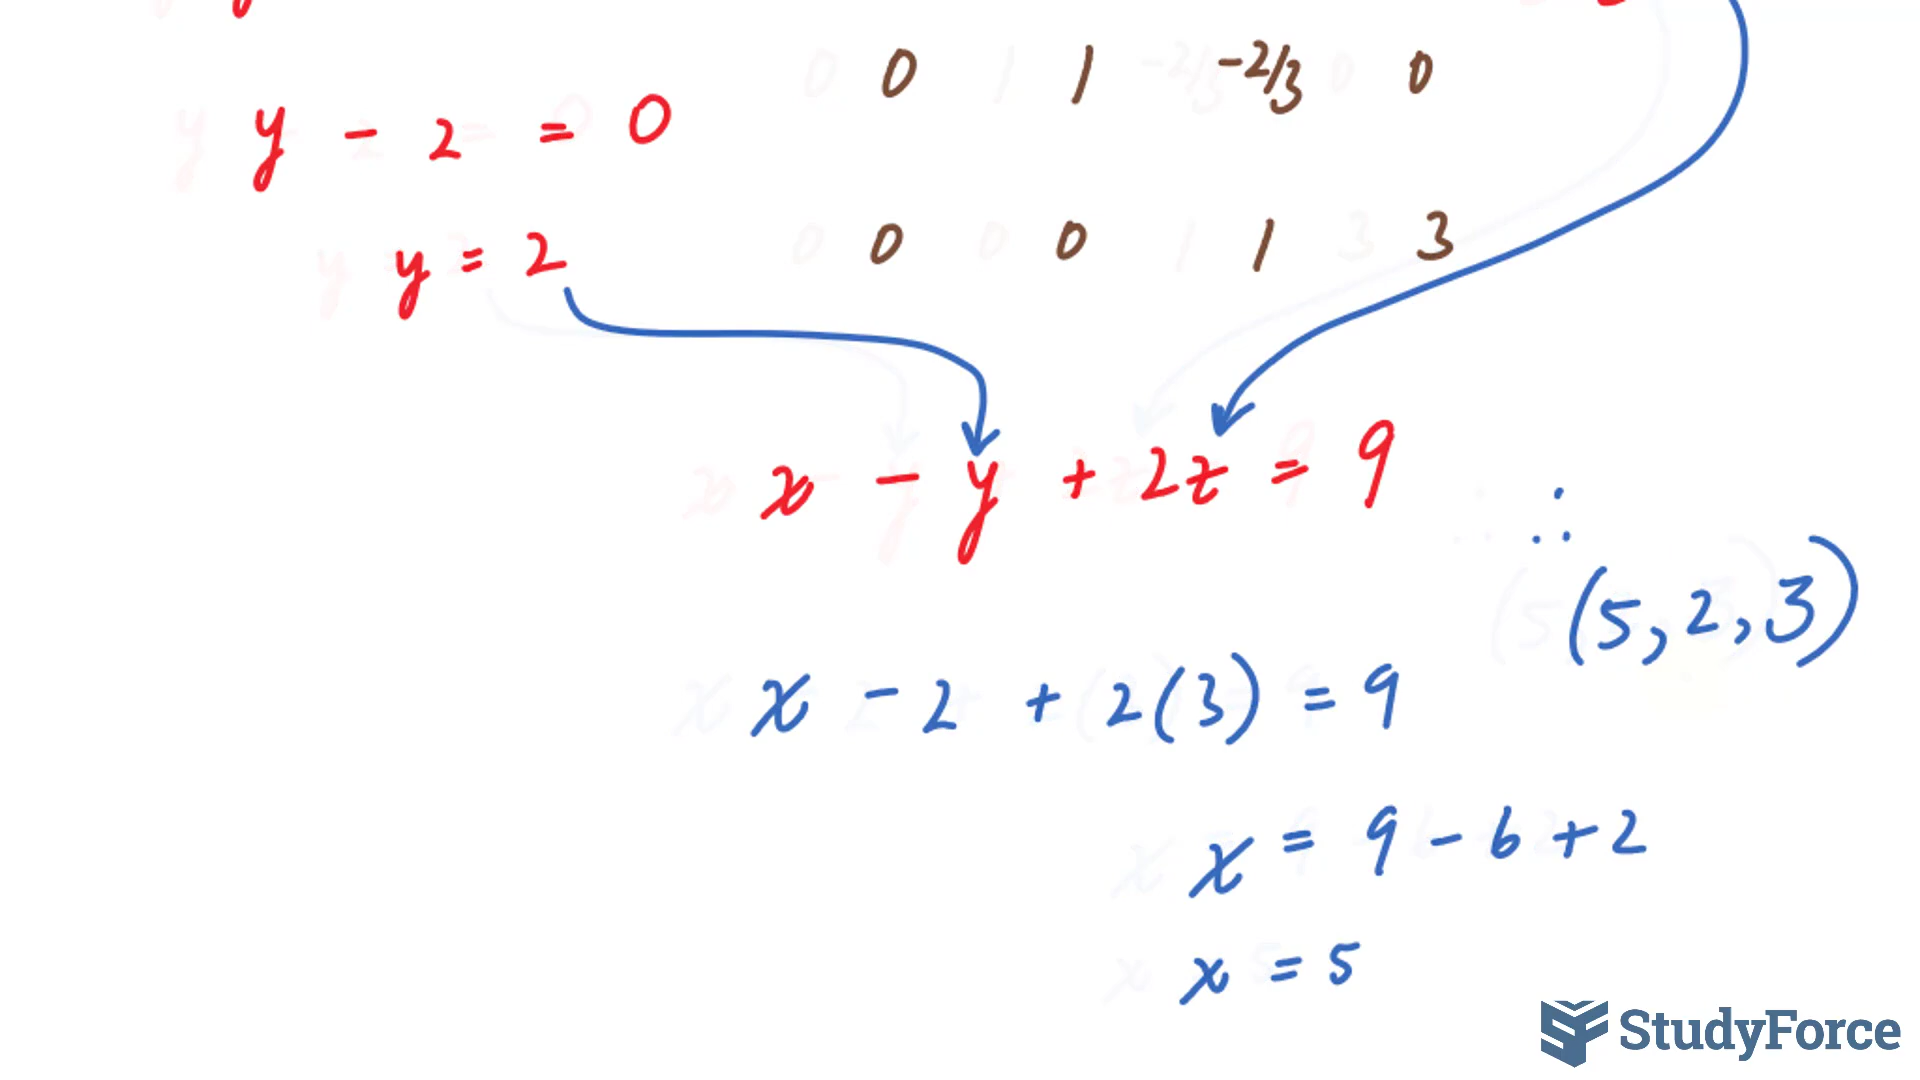 0 1 -2/3 0
y - 2 = 0
y = 2
0 0 1 3
x - y + 2z = 9
∴
(5, 2, 3)
x - 2 + 2(3) = 9
x = 9 - 6 + 2
x = 5
StudyForce